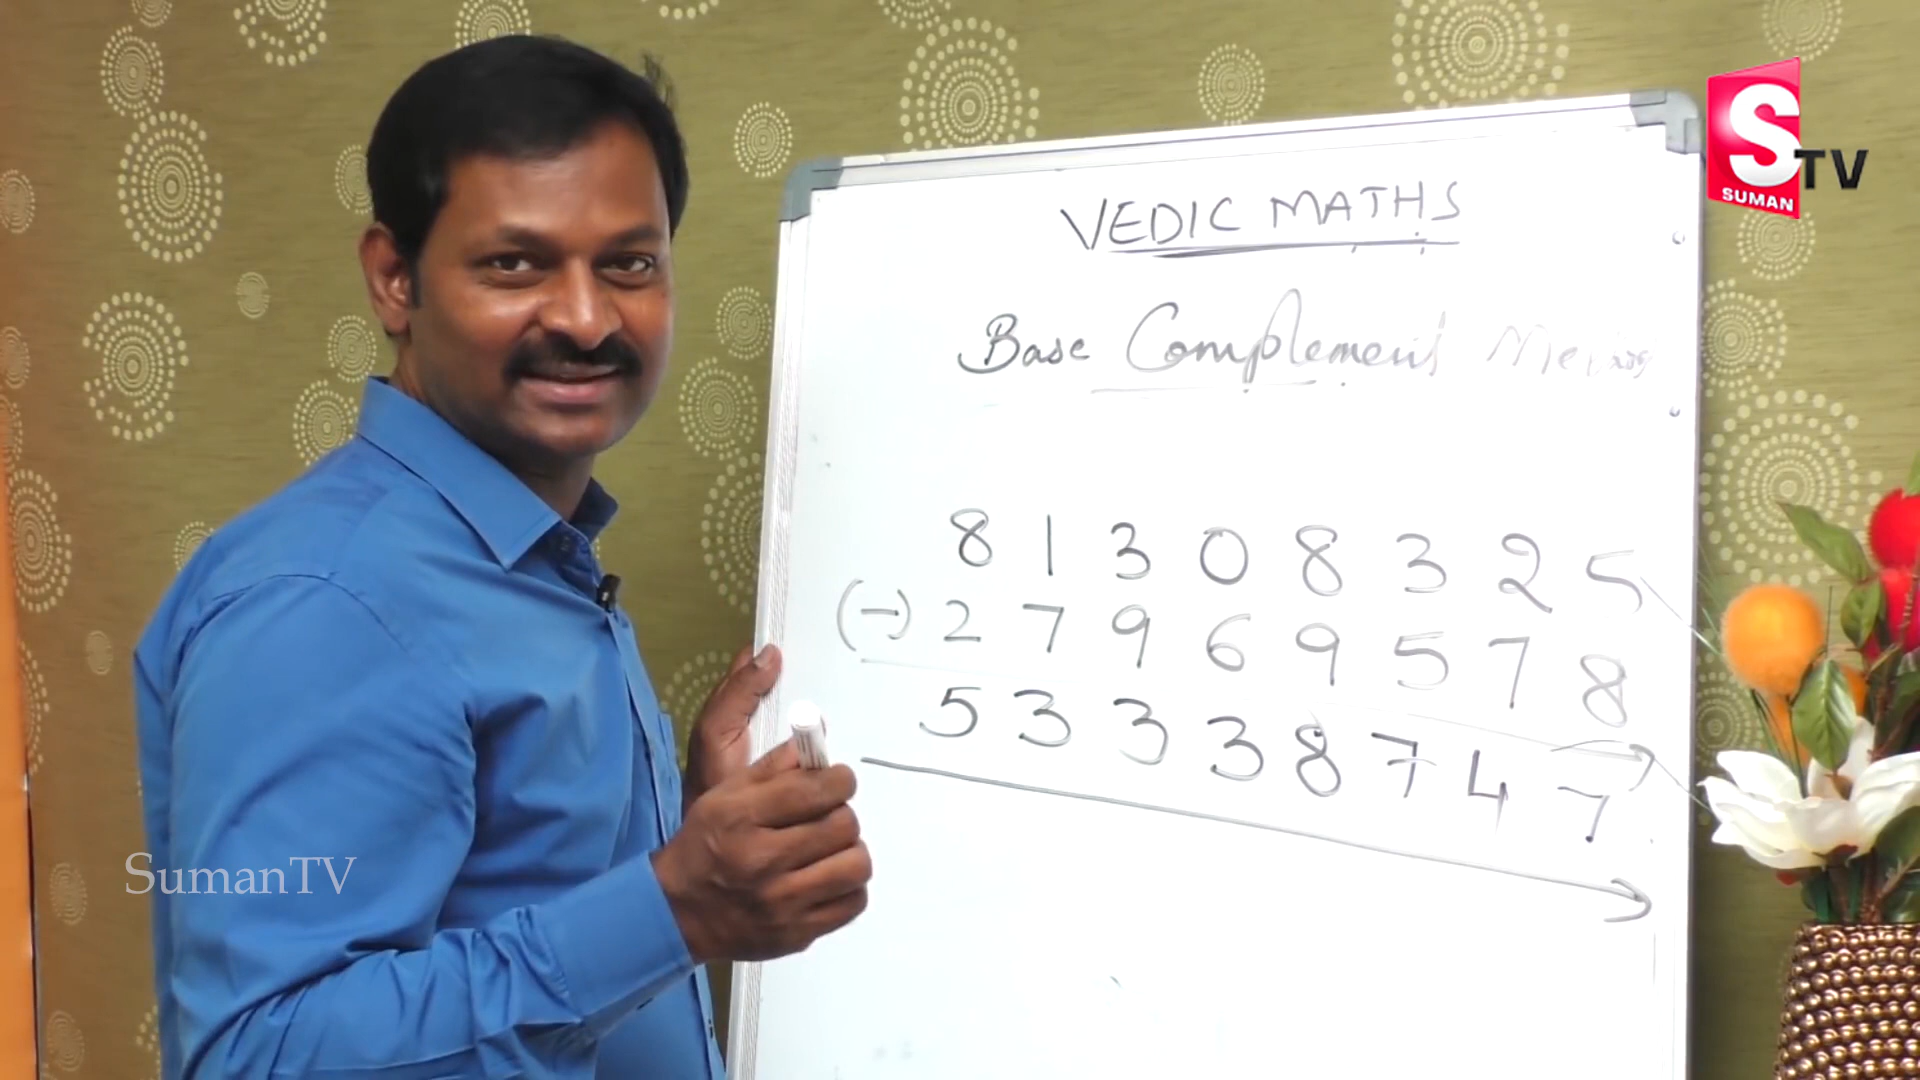 S
SUMAN TV
VEDIC MATHS
Base Complement
8 1 3 0 8 3 2 5
(-) 2 7 9 6 9 5 7 8
5 3 3 3 8 7 4 7
SumanTV